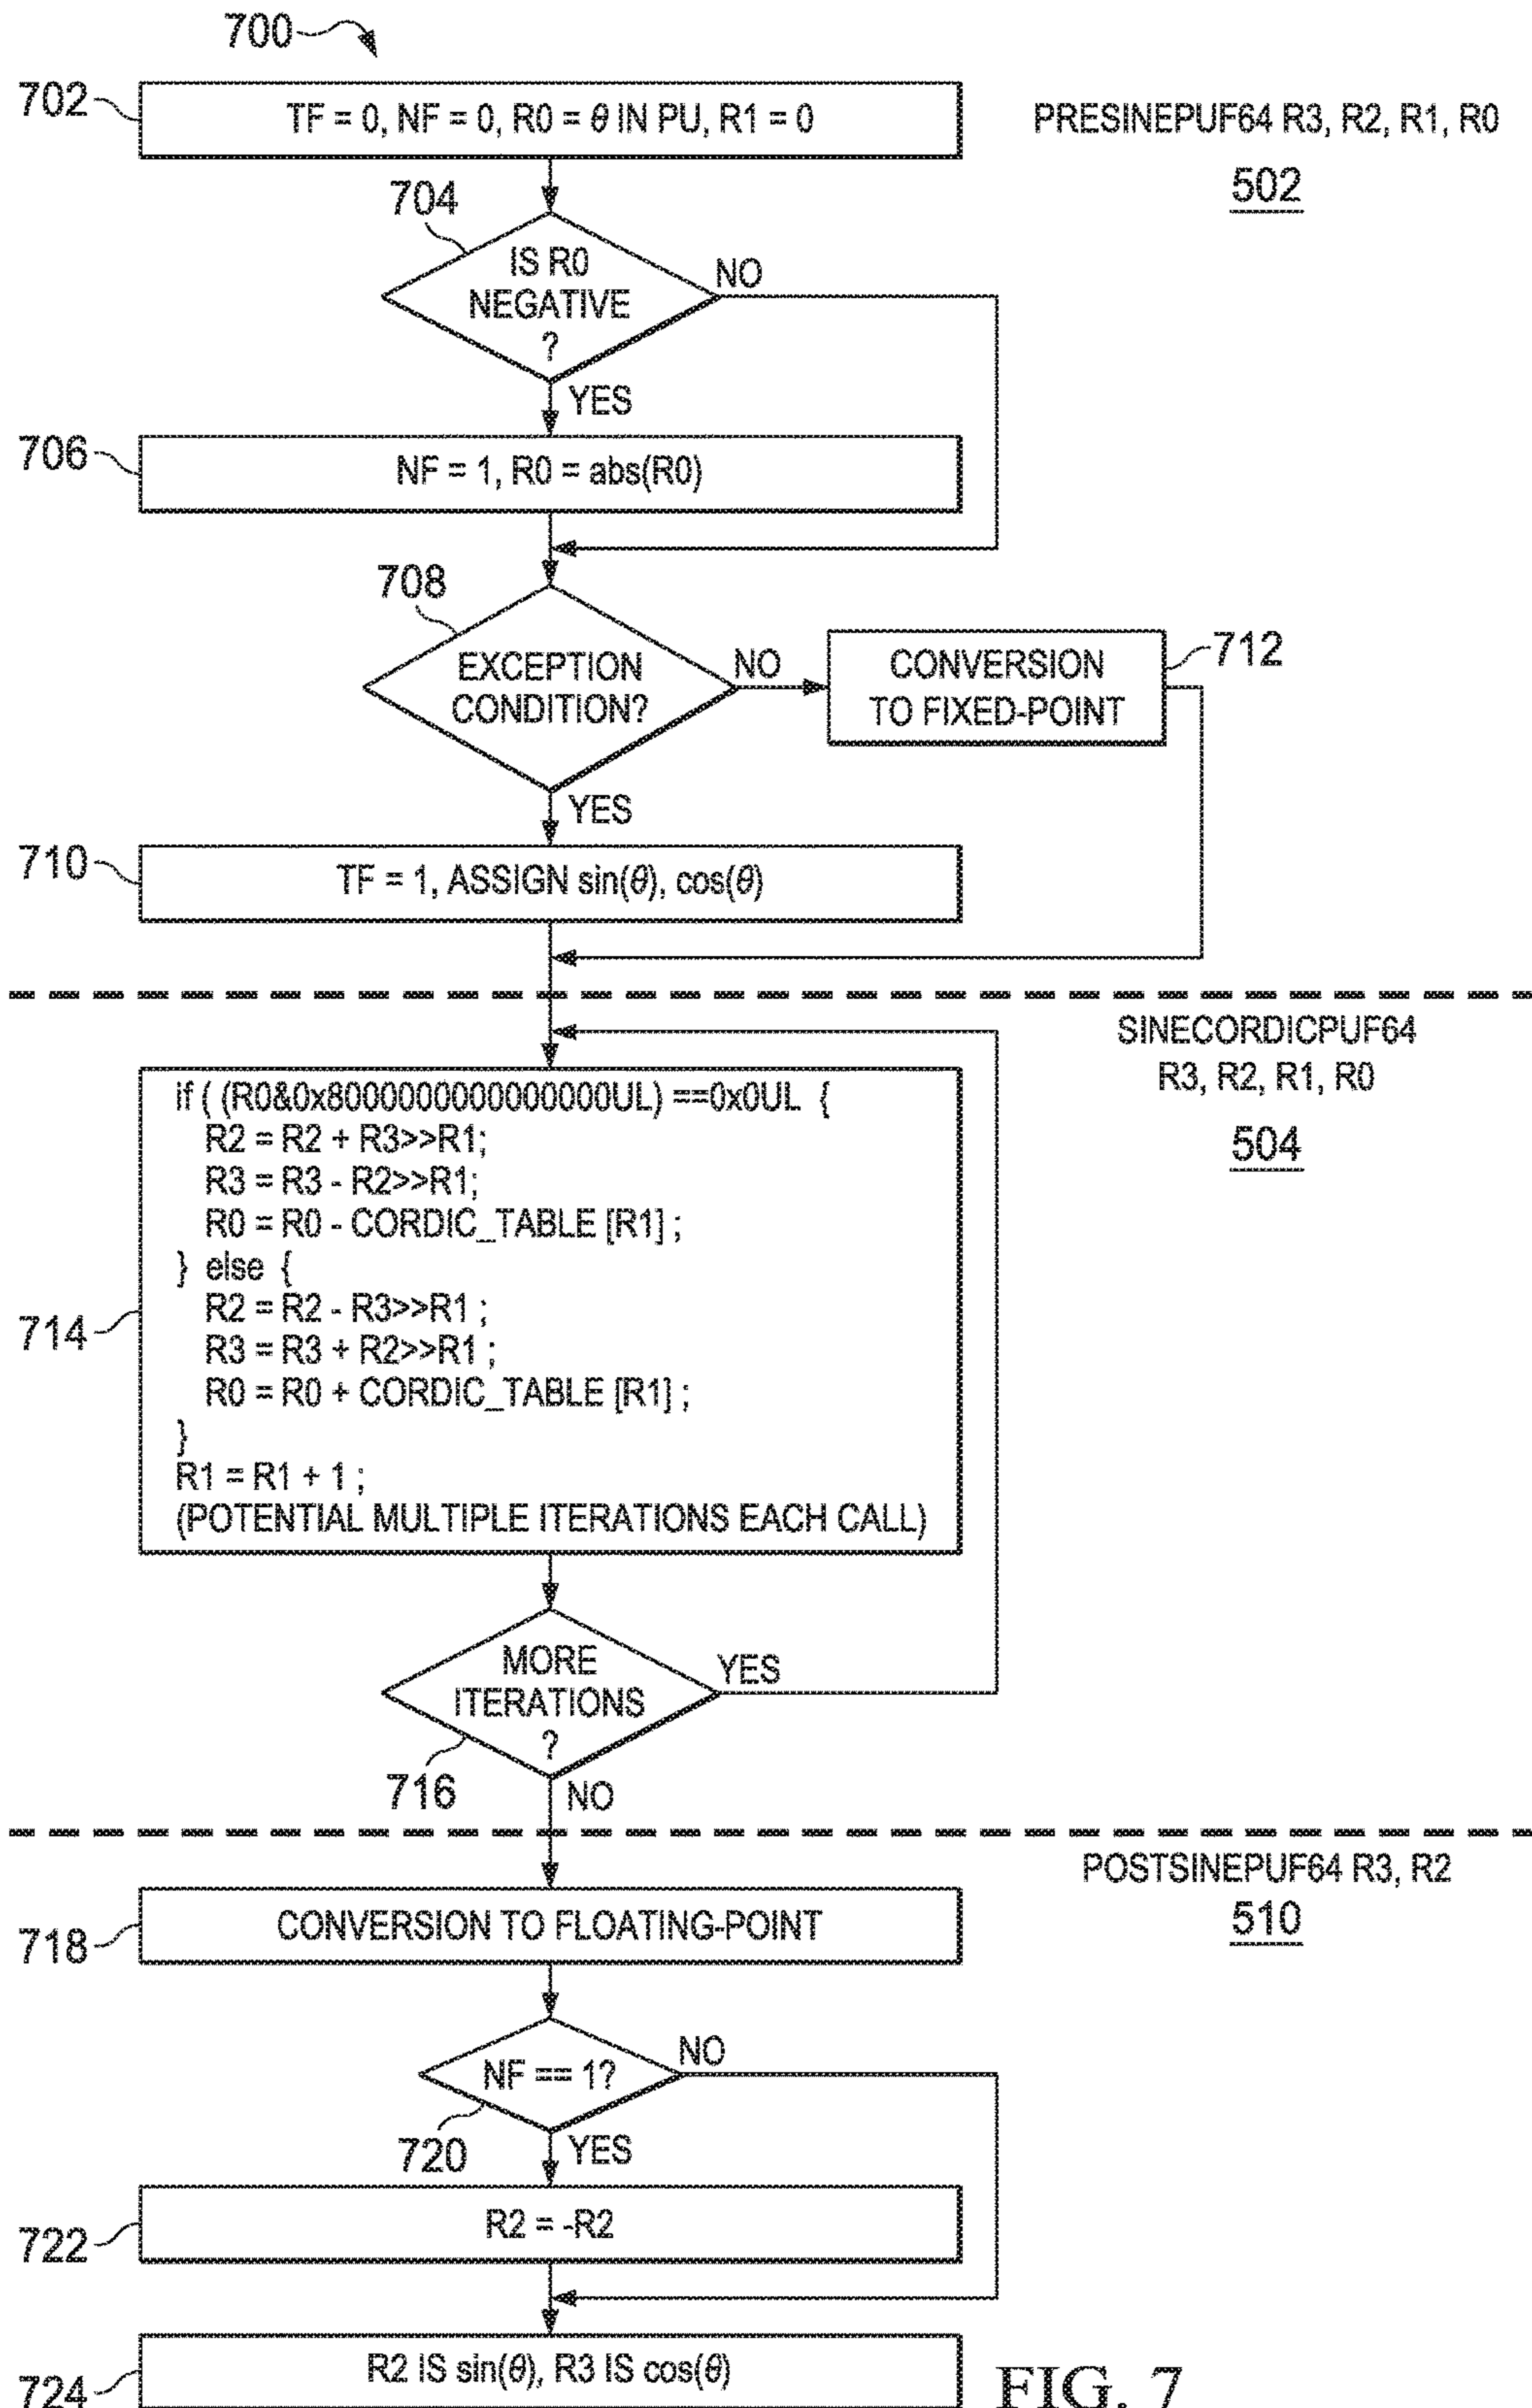 700
702
TF = 0, NF = 0, R0 = θ IN PU, R1 = 0
PRESINEPUF64 R3, R2, R1, R0
502
704
IS R0
NEGATIVE
?
NO
YES
706
NF = 1, R0 = abs(R0)
708
EXCEPTION
CONDITION?
NO
CONVERSION
TO FIXED-POINT
712
YES
710
TF = 1, ASSIGN sin(θ), cos(θ)
SINECORDICPUF64
R3, R2, R1, R0
504
714
if ( (R0&0x8000000000000000UL) ==0x0UL {
R2 = R2 + R3>>R1;
R3 = R3 - R2>>R1;
R0 = R0 - CORDIC_TABLE [R1] ;
} else {
R2 = R2 - R3>>R1 ;
R3 = R3 + R2>>R1 ;
R0 = R0 + CORDIC_TABLE [R1] ;
}
R1 = R1 + 1 ;
(POTENTIAL MULTIPLE ITERATIONS EACH CALL)
MORE
ITERATIONS
?
YES
716
NO
POSTSINEPUF64 R3, R2
510
718
CONVERSION TO FLOATING-POINT
NF == 1?
NO
720
YES
722
R2 = -R2
724
R2 IS sin(θ), R3 IS cos(θ)
FIG. 7